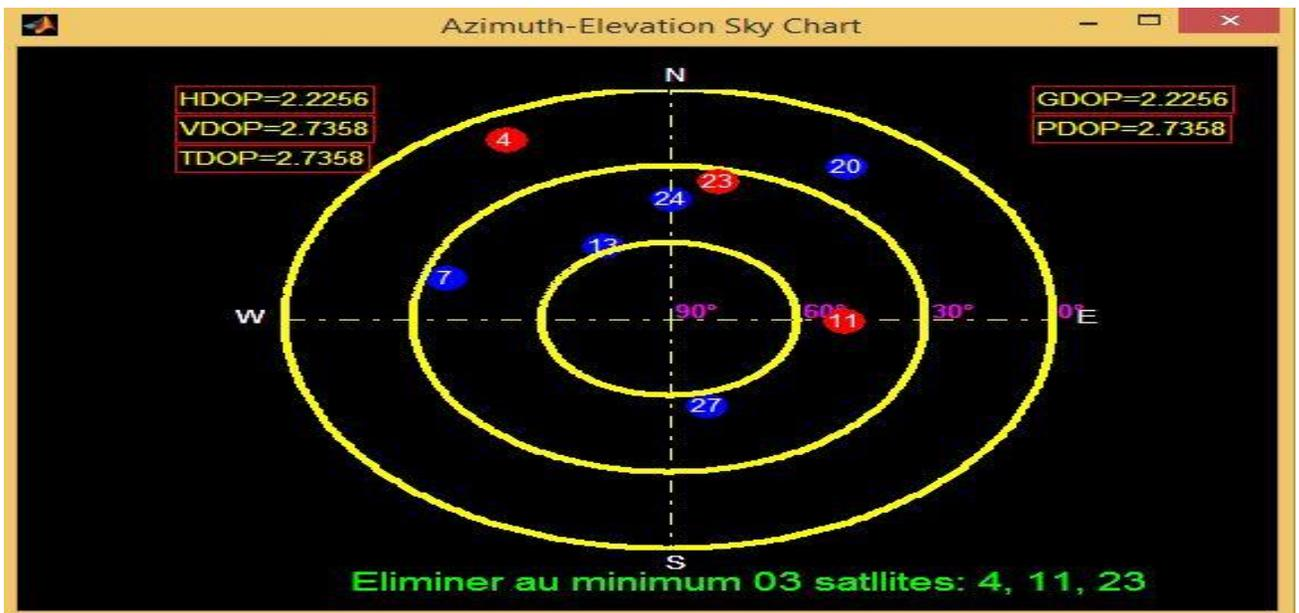 Azimuth-Elevation Sky Chart
N
HDOP=2.2256
VDOP=2.7358
TDOP=2.7358
GDOP=2.2256
PDOP=2.7358
4
20
23
24
13
7
W
90°
60°
30°
0°
E
11
27
S
Eliminer au minimum 03 satllites: 4, 11, 23